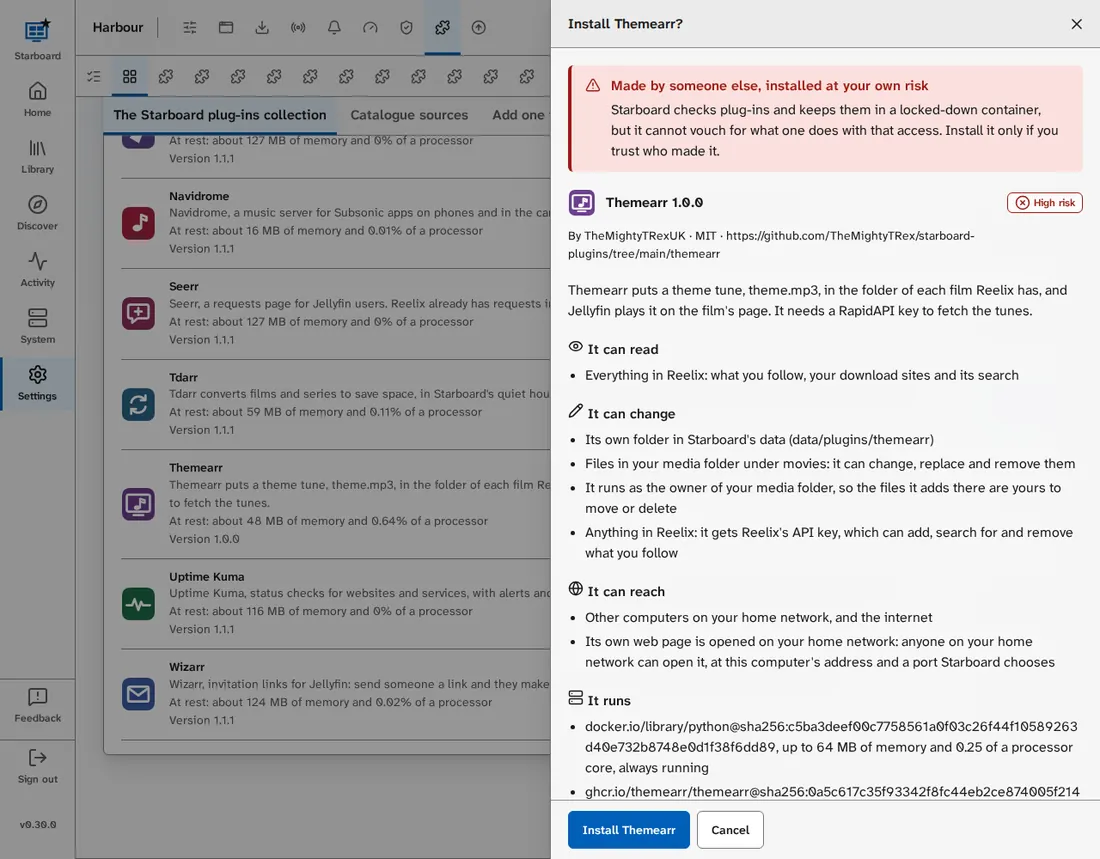 Starboard
Home
Library
Discover
Activity
System
Settings
Feedback
Sign out
v0.30.0
Harbour
The Starboard plug-ins collection
Catalogue sources
Add one
At rest: about 127 MB of memory and 0% of a processor
Version 1.1.1
Navidrome
Navidrome, a music server for Subsonic apps on phones and in the ca
At rest: about 16 MB of memory and 0.01% of a processor
Version 1.1.1
Seerr
Seerr, a requests page for Jellyfin users. Reelix already has requests i
At rest: about 127 MB of memory and 0% of a processor
Version 1.1.1
Tdarr
Tdarr converts films and series to save space, in Starboard's quiet hou
At rest: about 59 MB of memory and 0.11% of a processor
Version 1.1.1
Themearr
Themearr puts a theme tune, theme.mp3, in the folder of each film Re
to fetch the tunes.
At rest: about 48 MB of memory and 0.64% of a processor
Version 1.0.0
Uptime Kuma
Uptime Kuma, status checks for websites and services, with alerts and
At rest: about 116 MB of memory and 0% of a processor
Version 1.1.1
Wizarr
Wizarr, invitation links for Jellyfin: send someone a link and they make
At rest: about 124 MB of memory and 0.02% of a processor
Version 1.1.1
Install Themearr?
Made by someone else, installed at your own risk
Starboard checks plug-ins and keeps them in a locked-down container,
but it cannot vouch for what one does with that access. Install it only if you
trust who made it.
Themearr 1.0.0
High risk
By TheMightyTRexUK · MIT · https://github.com/TheMightyTRex/starboard-
plugins/tree/main/themearr
Themearr puts a theme tune, theme.mp3, in the folder of each film Reelix has, and
Jellyfin plays it on the film's page. It needs a RapidAPI key to fetch the tunes.
It can read
• Everything in Reelix: what you follow, your download sites and its search
It can change
• Its own folder in Starboard's data (data/plugins/themearr)
• Files in your media folder under movies: it can change, replace and remove them
• It runs as the owner of your media folder, so the files it adds there are yours to
move or delete
• Anything in Reelix: it gets Reelix's API key, which can add, search for and remove
what you follow
It can reach
• Other computers on your home network, and the internet
• Its own web page is opened on your home network: anyone on your home
network can open it, at this computer's address and a port Starboard chooses
It runs
• docker.io/library/python@sha256:c5ba3deef00c7758561a0f03c26f44f10589263
d40e732b8748e0d1f38f6dd89, up to 64 MB of memory and 0.25 of a processor
core, always running
• ghcr.io/themearr/themearr@sha256:0a5c617c35f93342f8fc44eb2ce874005f214
Install Themearr
Cancel